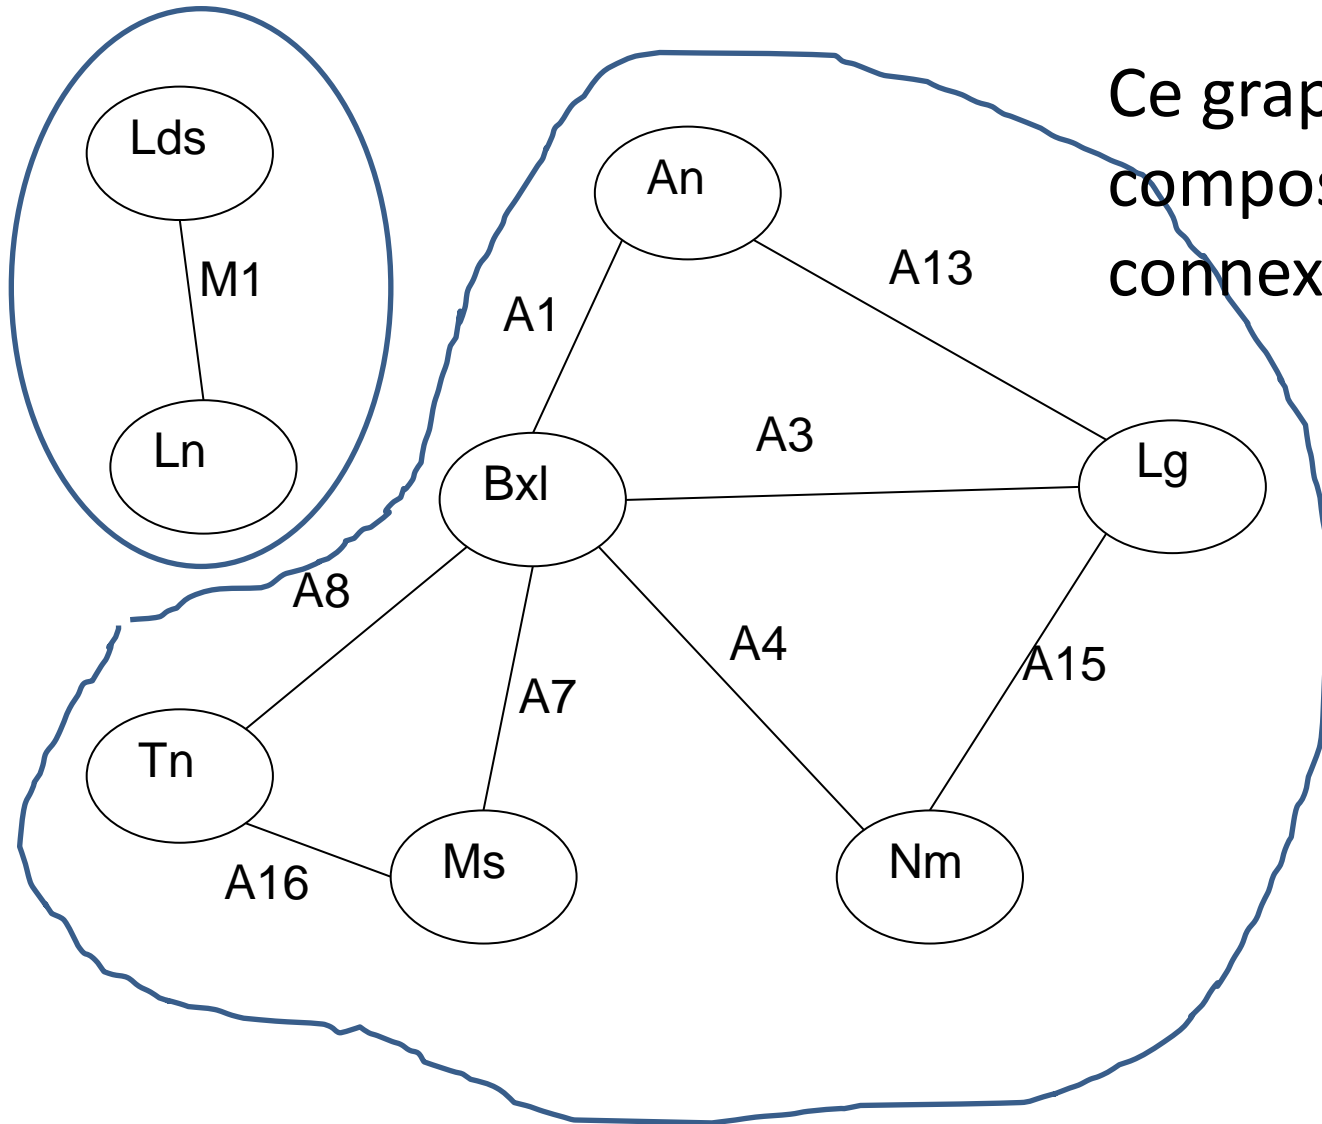 Ce grap
compos
connex
Lds
M1
Ln
An
A13
A1
A3
Bxl
Lg
A8
A4
A15
A7
Tn
Ms
Nm
A16